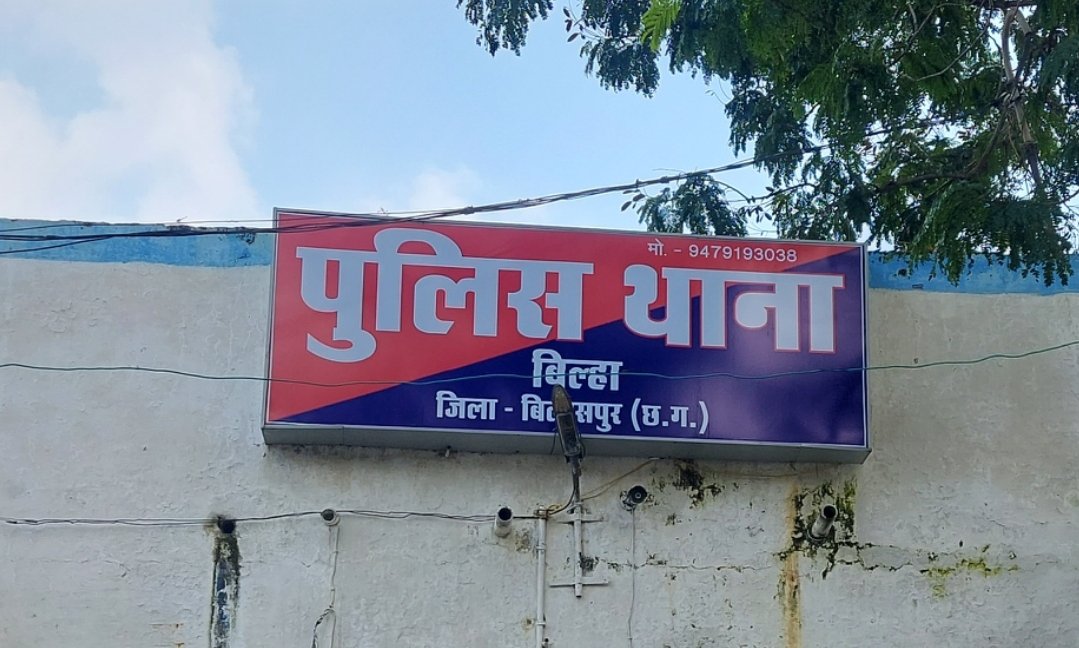 मो. - 9479193038
पुलिस थाना
बिल्हा
जिला - बिलासपुर (छ.ग.)